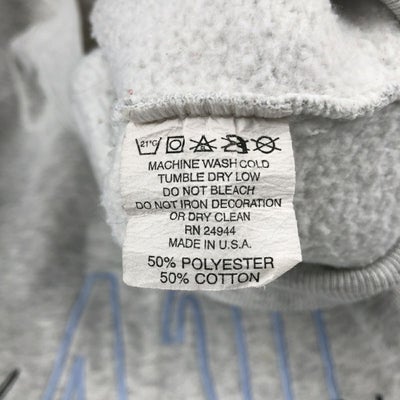 21°C
MACHINE WASH COLD
TUMBLE DRY LOW
DO NOT BLEACH
DO NOT IRON DECORATION
OR DRY CLEAN
RN 24944
MADE IN U.S.A.
50% POLYESTER
50% COTTON